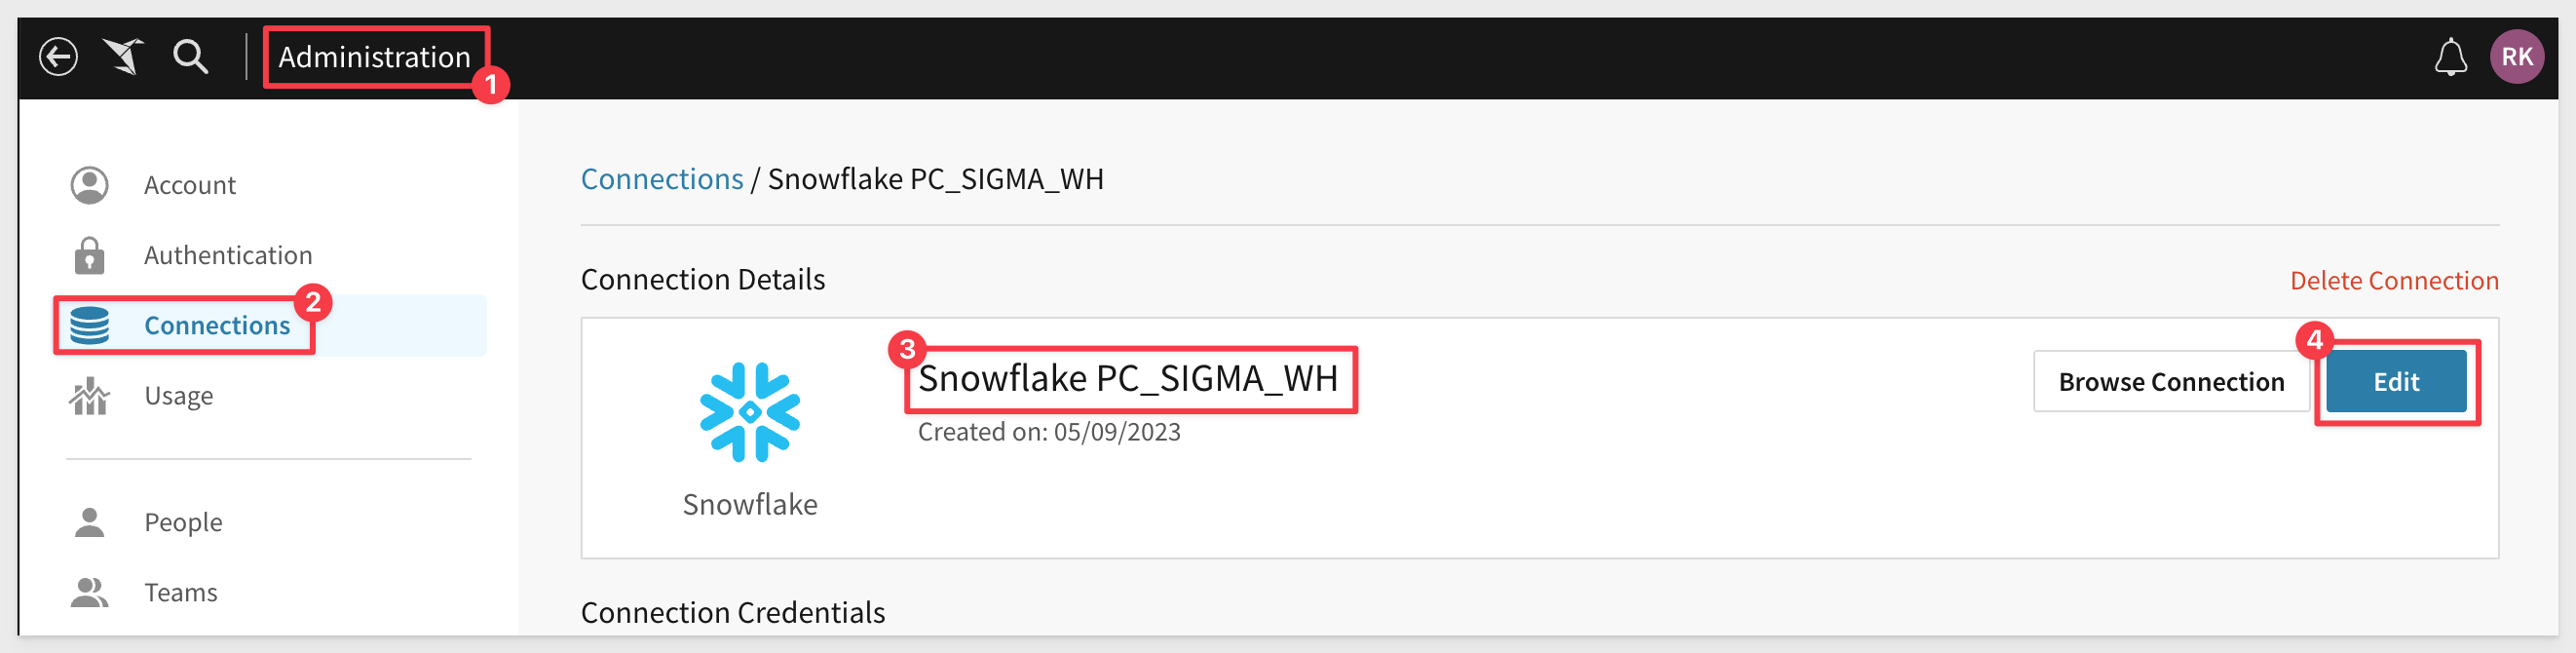 Administration
1
RK
Account
Authentication
2
Connections
Usage
People
Teams
Connections / Snowflake PC_SIGMA_WH
Connection Details
Delete Connection
3
Snowflake PC_SIGMA_WH
Created on: 05/09/2023
Snowflake
Browse Connection
4
Edit
Connection Credentials